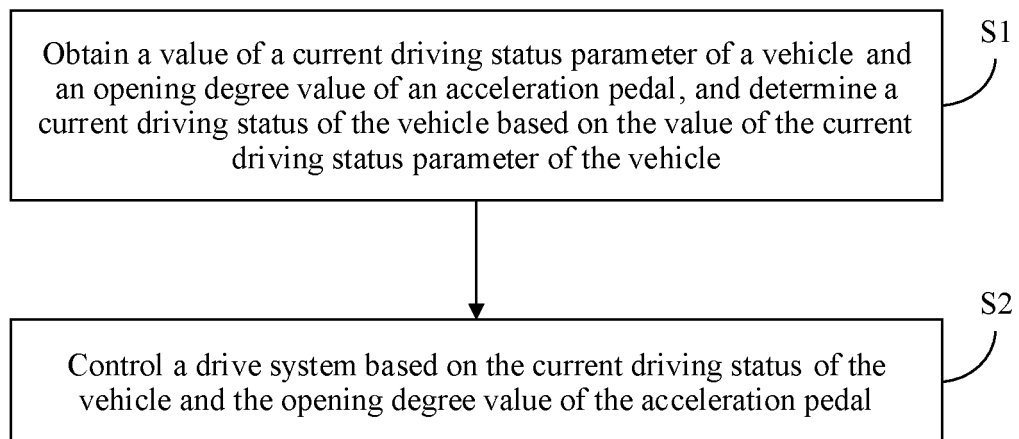 Obtain a value of a current driving status parameter of a vehicle and
an opening degree value of an acceleration pedal, and determine a
current driving status of the vehicle based on the value of the current
driving status parameter of the vehicle
S1
Control a drive system based on the current driving status of the
vehicle and the opening degree value of the acceleration pedal
S2